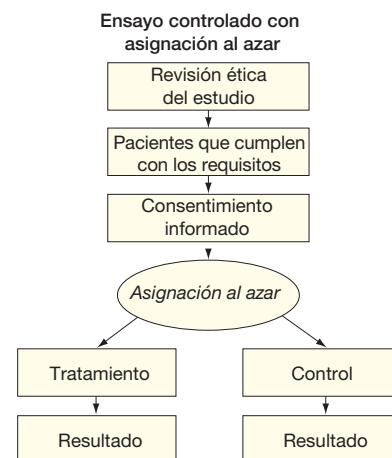 Ensayo controlado con
asignación al azar
Revisión ética
del estudio
Pacientes que cumplen
con los requisitos
Consentimiento
informado
Asignación al azar
Tratamiento
Control
Resultado
Resultado